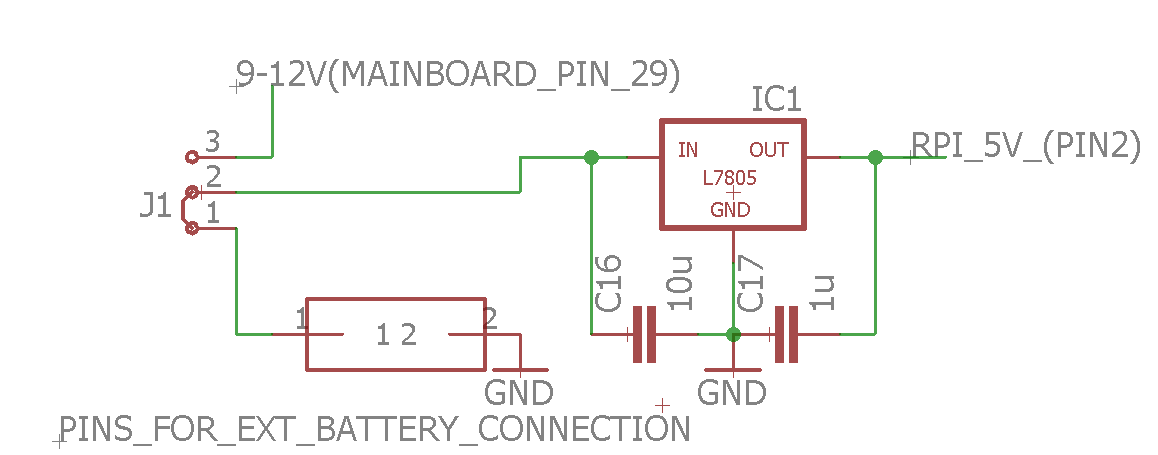 9-12V(MAINBOARD_PIN_29)
IC1
3
IN OUT
RPI_5V_(PIN2)
2
L7805
J1
1
GND
C16
10u
C17
1u
1
1 2
2
GND
GND
PINS_FOR_EXT_BATTERY_CONNECTION